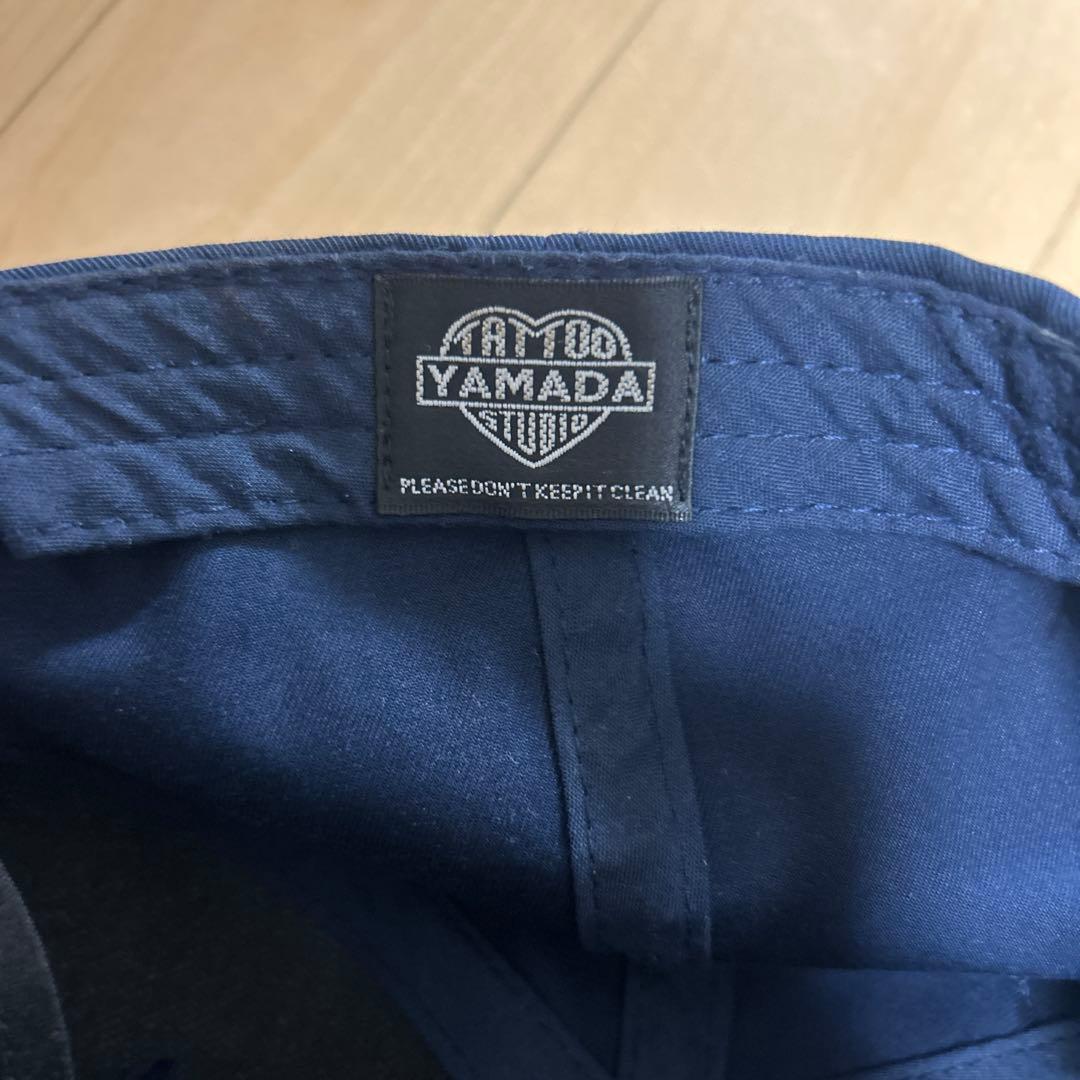 TATTOO
YAMADA
STUDIO
PLEASE DON'T KEEP IT CLEAN